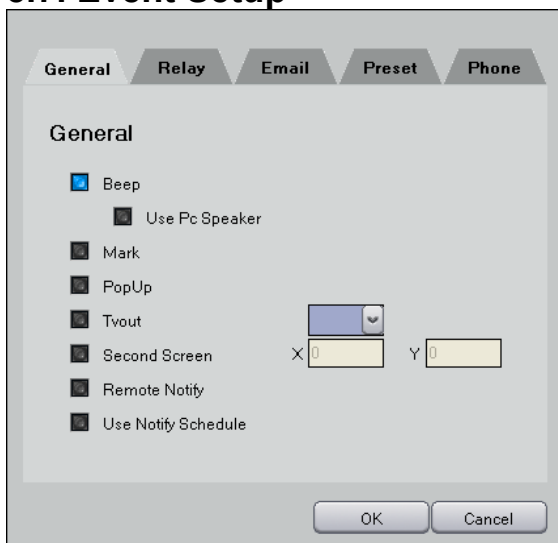 Event Setup
General Relay Email Preset Phone
General
Beep
Use Pc Speaker
Mark
PopUp
Tvout
Second Screen X 0 Y 0
Remote Notify
Use Notify Schedule
OK Cancel